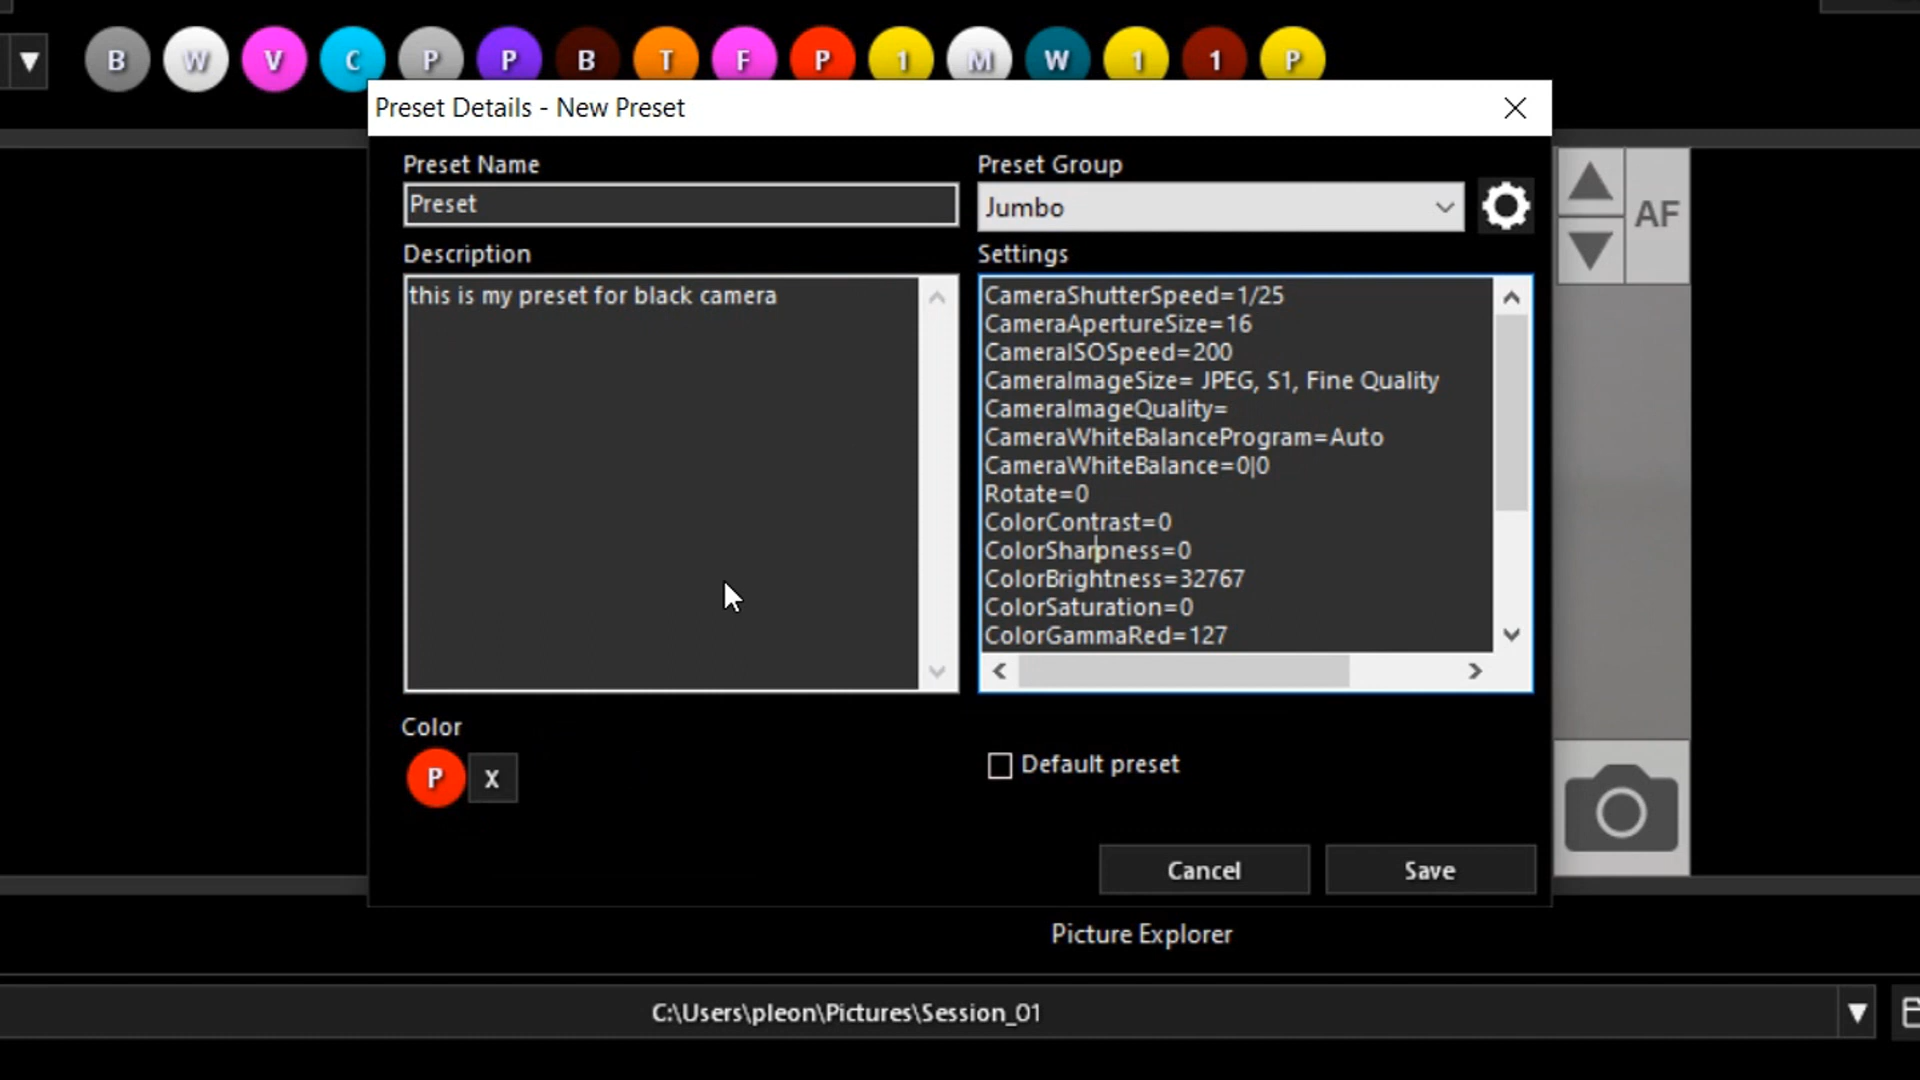 B W V C P P B T F P 1 M W 1 1 P
Preset Details - New Preset
Preset Name
Preset Group
Preset
Jumbo
AF
Description
Settings
this is my preset for black camera
CameraShutterSpeed=1/25
CameraApertureSize=16
CameraISOSpeed=200
CameraImageSize= JPEG, S1, Fine Quality
CameraImageQuality=
CameraWhiteBalanceProgram=Auto
CameraWhiteBalance=0|0
Rotate=0
ColorContrast=0
ColorSharpness=0
ColorBrightness=32767
ColorSaturation=0
ColorGammaRed=127
Color
P X
Default preset
Cancel
Save
Picture Explorer
C:\Users\pleon\Pictures\Session_01